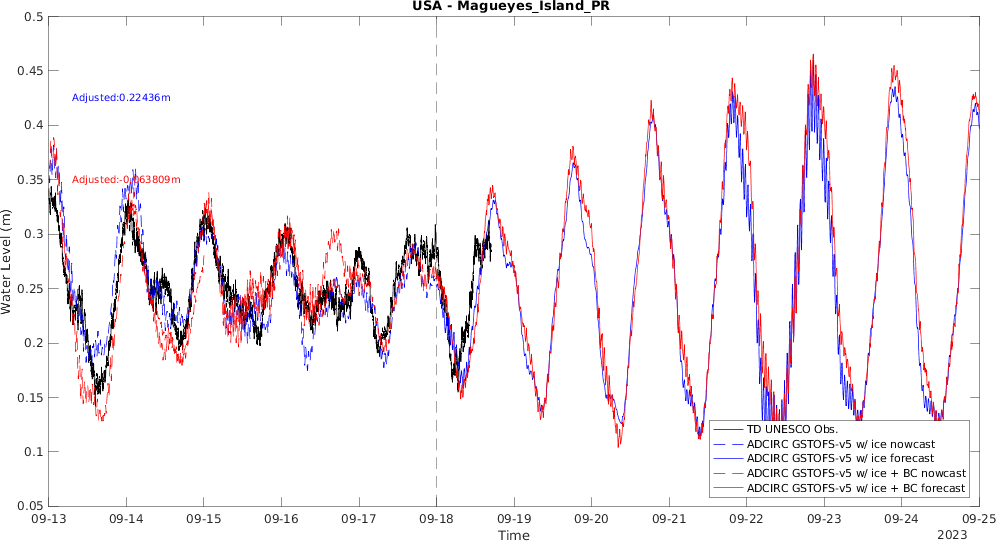 USA - Magueyes_Island_PR
0.5
0.45
0.4
0.35
0.3
0.25
0.2
0.15
0.1
0.05
Water Level (m)
Adjusted:0.22436m
Adjusted:-0.063809m
TD UNESCO Obs.
ADCIRC GSTOFS-v5 w/ ice nowcast
ADCIRC GSTOFS-v5 w/ ice forecast
ADCIRC GSTOFS-v5 w/ ice + BC nowcast
ADCIRC GSTOFS-v5 w/ ice + BC forecast
09-13 09-14 09-15 09-16 09-17 09-18 09-19 09-20 09-21 09-22 09-23 09-24 09-25
Time
2023